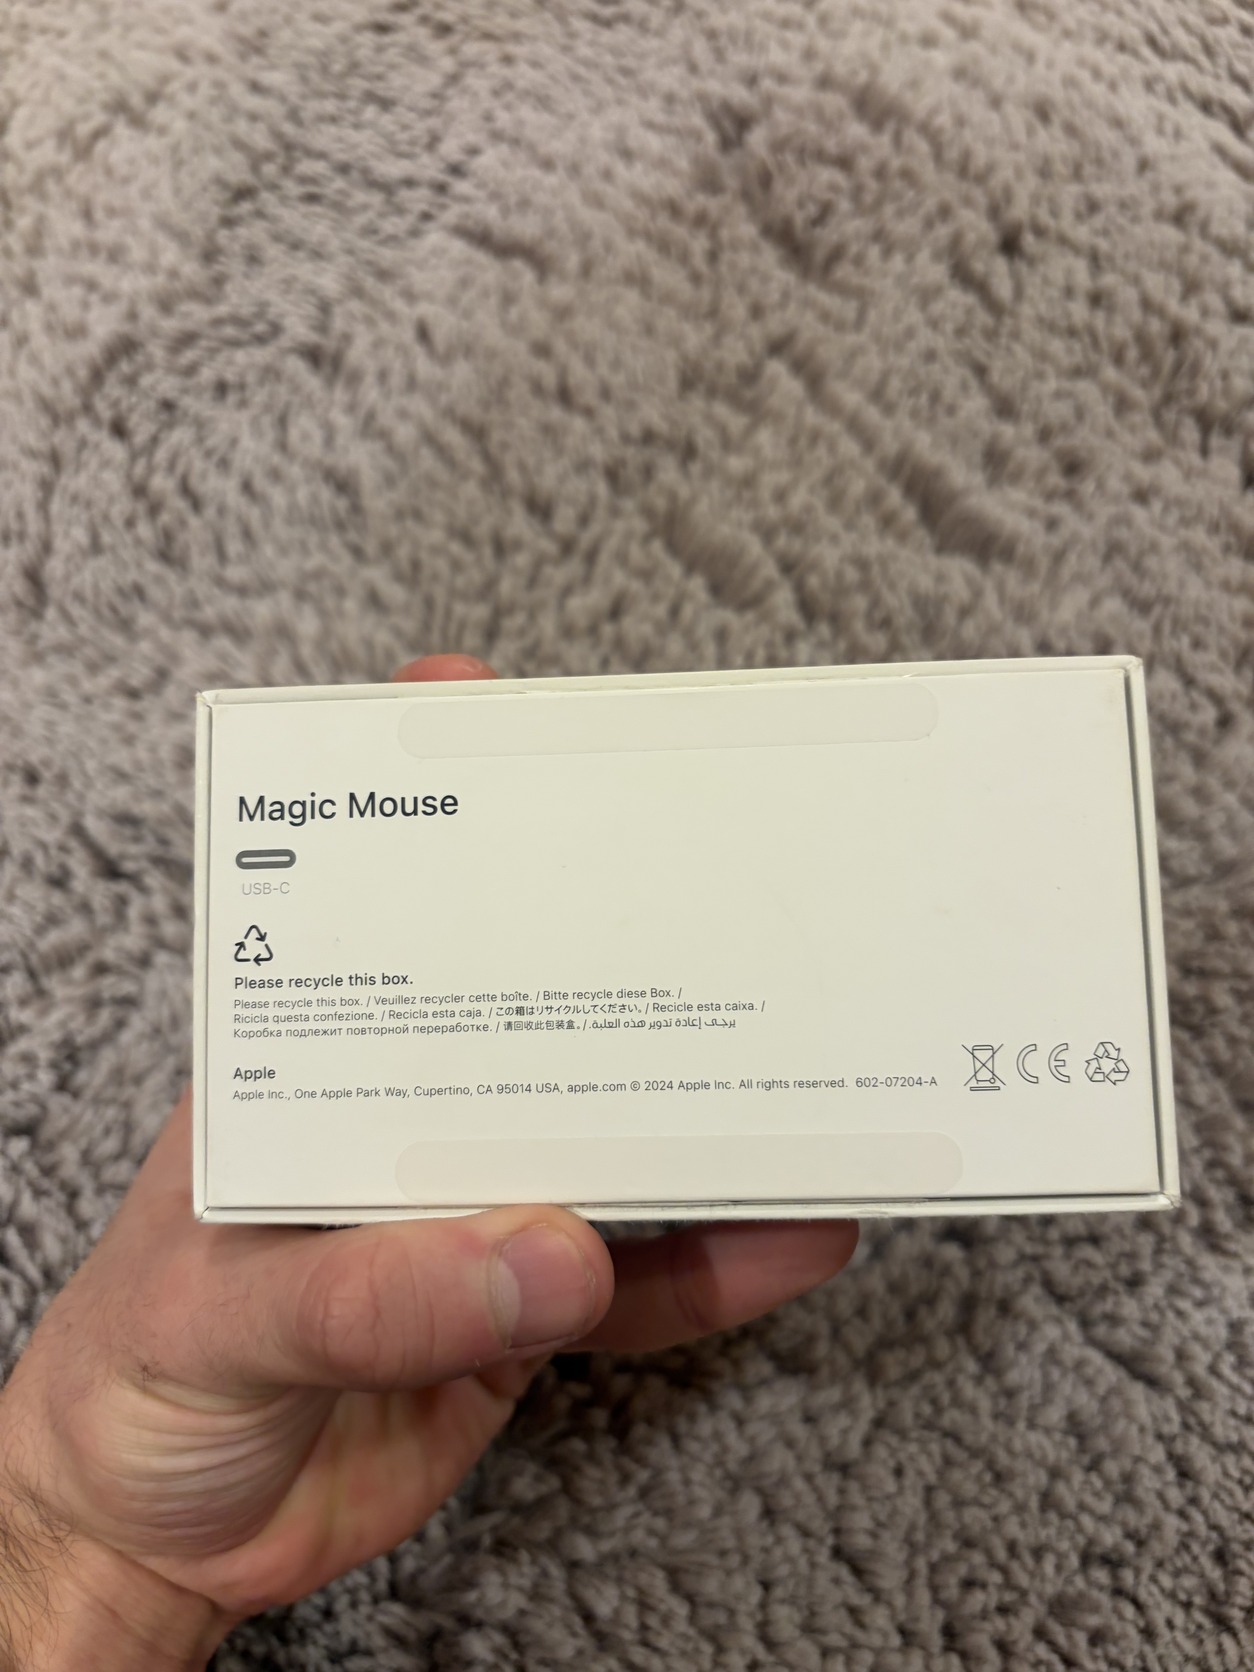 Magic Mouse
USB-C
Please recycle this box.
Please recycle this box. / Veuillez recycler cette boîte. / Bitte recycle diese Box. /
Ricicla questa confezione. / Recicla esta caja. / この箱はリサイクルしてください。/ Recicle esta caixa. /
Коробка подлежит повторной переработке. / 请回收此包装盒。/ .يرجى إعادة تدوير هذه العلبة
Apple
Apple Inc., One Apple Park Way, Cupertino, CA 95014 USA, apple.com © 2024 Apple Inc. All rights reserved. 602-07204-A
CE